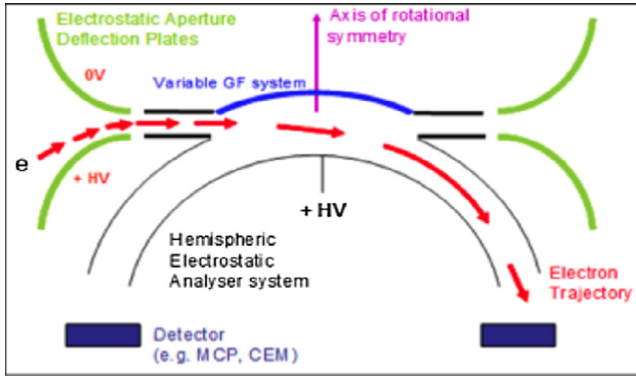 Electrostatic Aperture
Deflection Plates
Axis of rotational
symmetry
0V
Variable GF system
e
+ HV
+ HV
Hemispheric
Electrostatic
Analyser system
Electron
Trajectory
Detector
(e.g. MCP, CEM)